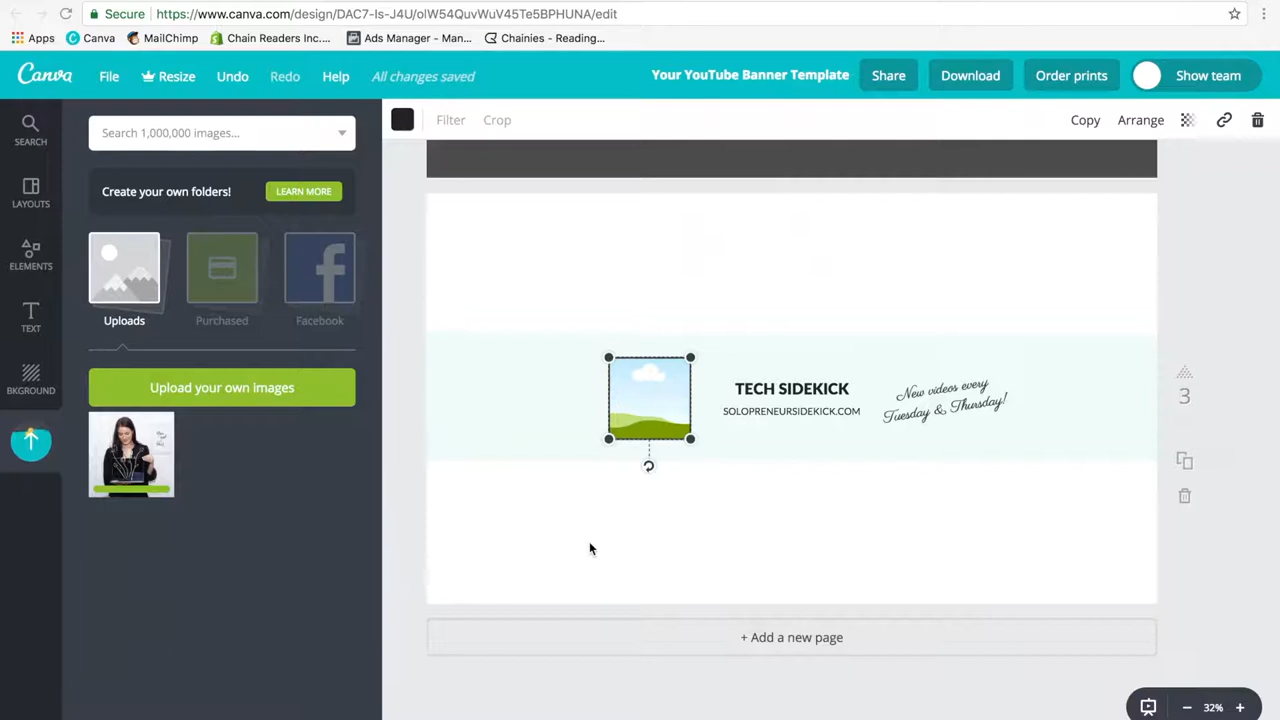 Secure https://www.canva.com/design/DAC7-Is-J4U/olW54QuvWuV45Te5BPHUNA/edit
Apps Canva MailChimp Chain Readers Inc.... Ads Manager - Man... Chainies - Reading...
Canva File Resize Undo Redo Help All changes saved Your YouTube Banner Template Share Download Order prints Show team
SEARCH
LAYOUTS
ELEMENTS
TEXT
BKGROUND
Search 1,000,000 images...
Create your own folders! LEARN MORE
Uploads Purchased Facebook
Upload your own images
Filter Crop Copy Arrange
TECH SIDEKICK
SOLOPRENEURSIDEKICK.COM
New videos every
Tuesday & Thursday!
3
+ Add a new page
32%